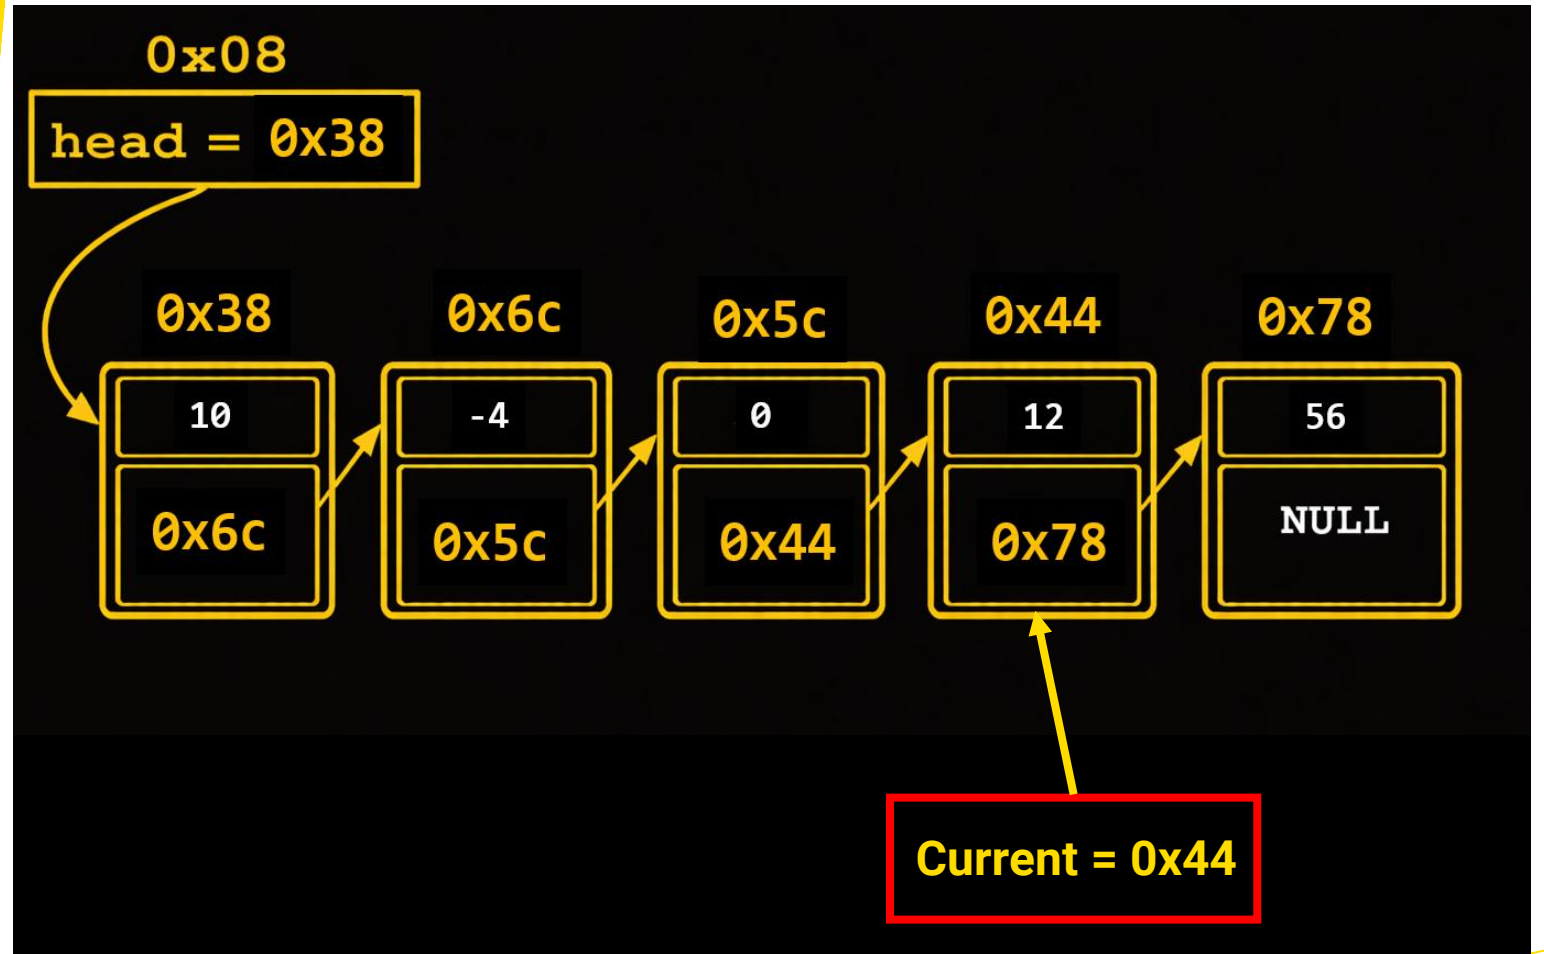 0x08
head = 0x38
0x38 0x6c 0x5c 0x44 0x78
10 -4 0 12 56
0x6c 0x5c 0x44 0x78 NULL
Current = 0x44